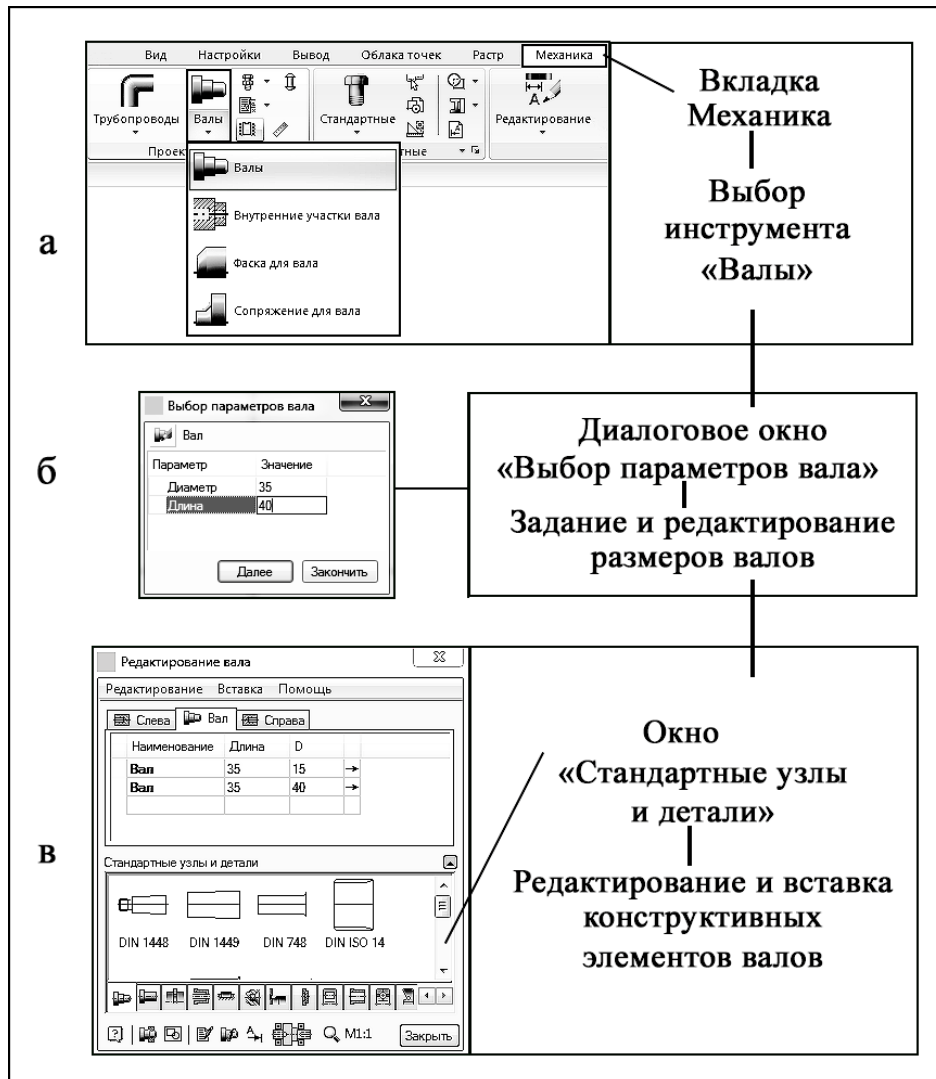 Вид Настройки Вывод Облака точек Растр Механика
Трубопроводы Валы Стандартные Редактирование
Проек тные
Валы
Внутренние участки вала
Фаска для вала
Сопряжение для вала
а
Вкладка
Механика
Выбор
инструмента
«Валы»
б
Выбор параметров вала
Вал
Параметр Значение
Диаметр 35
Длина 40
Далее Закончить
Диалоговое окно
«Выбор параметров вала»
Задание и редактирование
размеров валов
в
Редактирование вала
Редактирование Вставка Помощь
Слева Вал Справа
Наименование Длина D
Вал 35 15
Вал 35 40
Стандартные узлы и детали
DIN 1448 DIN 1449 DIN 748 DIN ISO 14
M1:1 Закрыть
Окно
«Стандартные узлы
и детали»
Редактирование и вставка
конструктивных
элементов валов